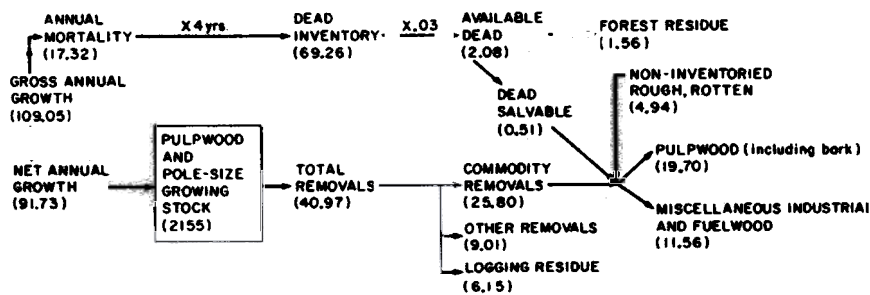 ANNUAL
MORTALITY
(17.32)
X 4 yrs.
DEAD
INVENTORY
(69.26)
X.03
AVAILABLE
DEAD
(2.08)
FOREST RESIDUE
(1.56)
GROSS ANNUAL
GROWTH
(109.05)
DEAD
SALVABLE
(0.51)
NON-INVENTORIED
ROUGH, ROTTEN
(4.94)
NET ANNUAL
GROWTH
(91.73)
PULPWOOD
AND
POLE-SIZE
GROWING
STOCK
(2155)
TOTAL
REMOVALS
(40.97)
COMMODITY
REMOVALS
(25.80)
OTHER REMOVALS
(9.01)
LOGGING RESIDUE
(6.15)
PULPWOOD (including bark)
(19.70)
MISCELLANEOUS INDUSTRIAL
AND FUELWOOD
(11.56)